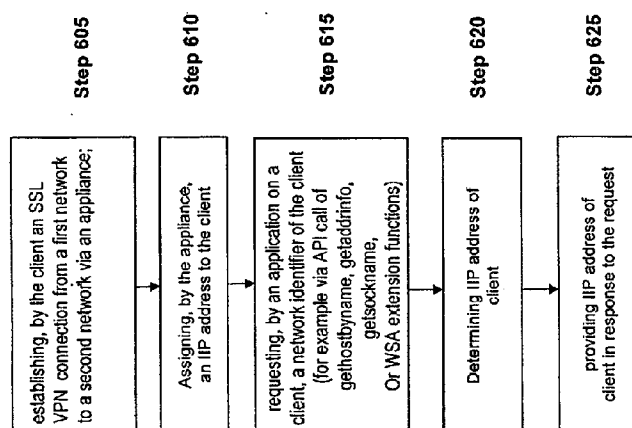 establishing, by the client an SSL
VPN connection from a first network
to a second network via an appliance;
Step 605
Assigning, by the appliance,
an IIP address to the client
Step 610
requesting, by an application on a
client, a network identifier of the client
(for example via API call of
gethostbyname, getaddrinfo,
getsockname,
Or WSA extension functions)
Step 615
Determining IIP address of
client
Step 620
providing IIP address of
client in response to the request
Step 625